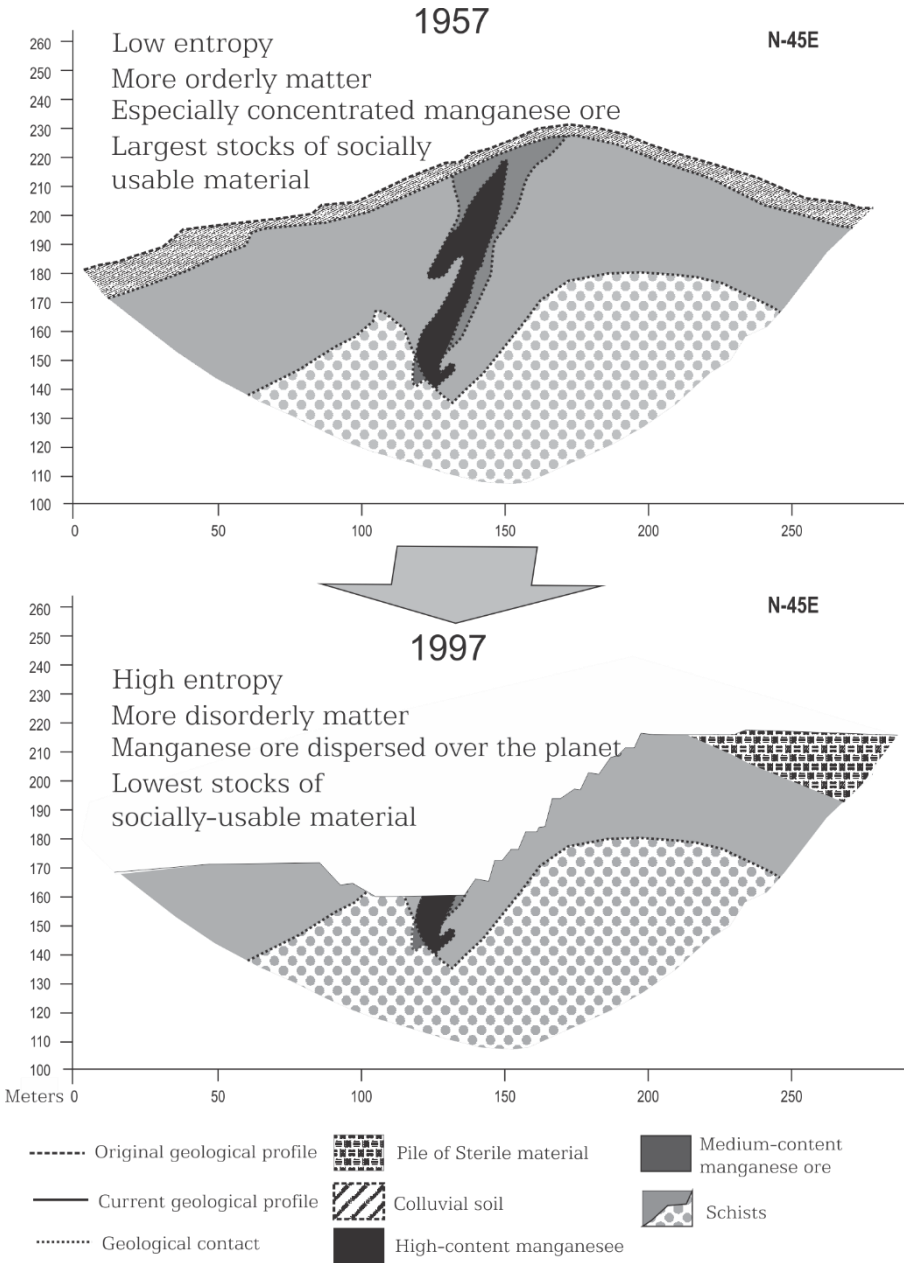 1957
N-45E
Low entropy
More orderly matter
Especially concentrated manganese ore
Largest stocks of socially
usable material
260
250
240
230
220
210
200
190
180
170
160
150
140
130
120
110
100
0 50 100 150 200 250
1997
N-45E
High entropy
More disorderly matter
Manganese ore dispersed over the planet
Lowest stocks of
socially-usable material
260
250
240
230
220
210
200
190
180
170
160
150
140
130
120
110
100
Meters 0 50 100 150 200 250
Original geological profile
Current geological profile
Geological contact
Pile of Sterile material
Colluvial soil
High-content manganesee
Medium-content
manganese ore
Schists